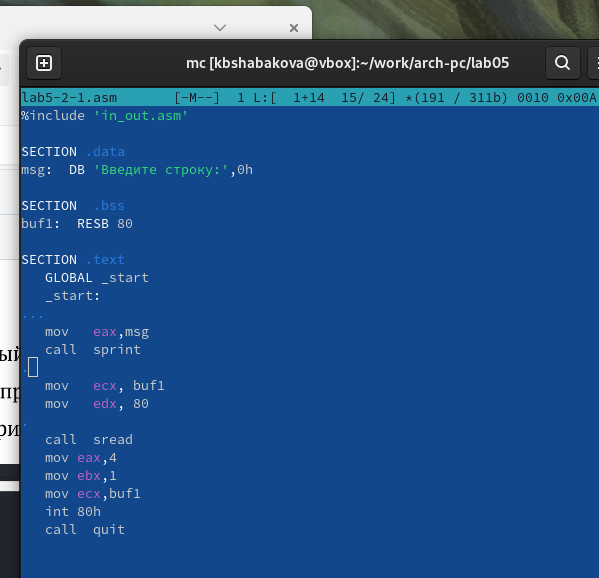 mc [kbshabakova@vbox]:~/work/arch-pc/lab05
lab5-2-1.asm       [-M--]  1 L:[  1+14  15/ 24] *(191 / 311b) 0010 0x00A
%include 'in_out.asm'
SECTION .data
msg:  DB 'Введите строку:',0h
SECTION  .bss
buf1:  RESB 80
SECTION .text
   GLOBAL _start
   _start:
...
   mov   eax,msg
   call  sprint
.
ый
   mov   ecx, buf1
пр
   mov   edx, 80
.
ри
   call  sread
   mov eax,4
   mov ebx,1
   mov ecx,buf1
   int 80h
   call  quit